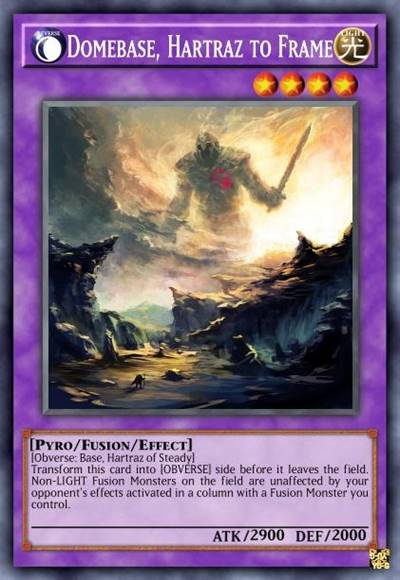 OBVERSE
DOMEBASE, HARTRAZ TO FRAME
LIGHT
光
[PYRO/FUSION/EFFECT]
[Obverse: Base, Hartraz of Steady]
Transform this card into [OBVERSE] side before it leaves the field.
Non-LIGHT Fusion Monsters on the field are unaffected by your
opponent's effects activated in a column with a Fusion Monster you
control.
ATK/2900 DEF/2000